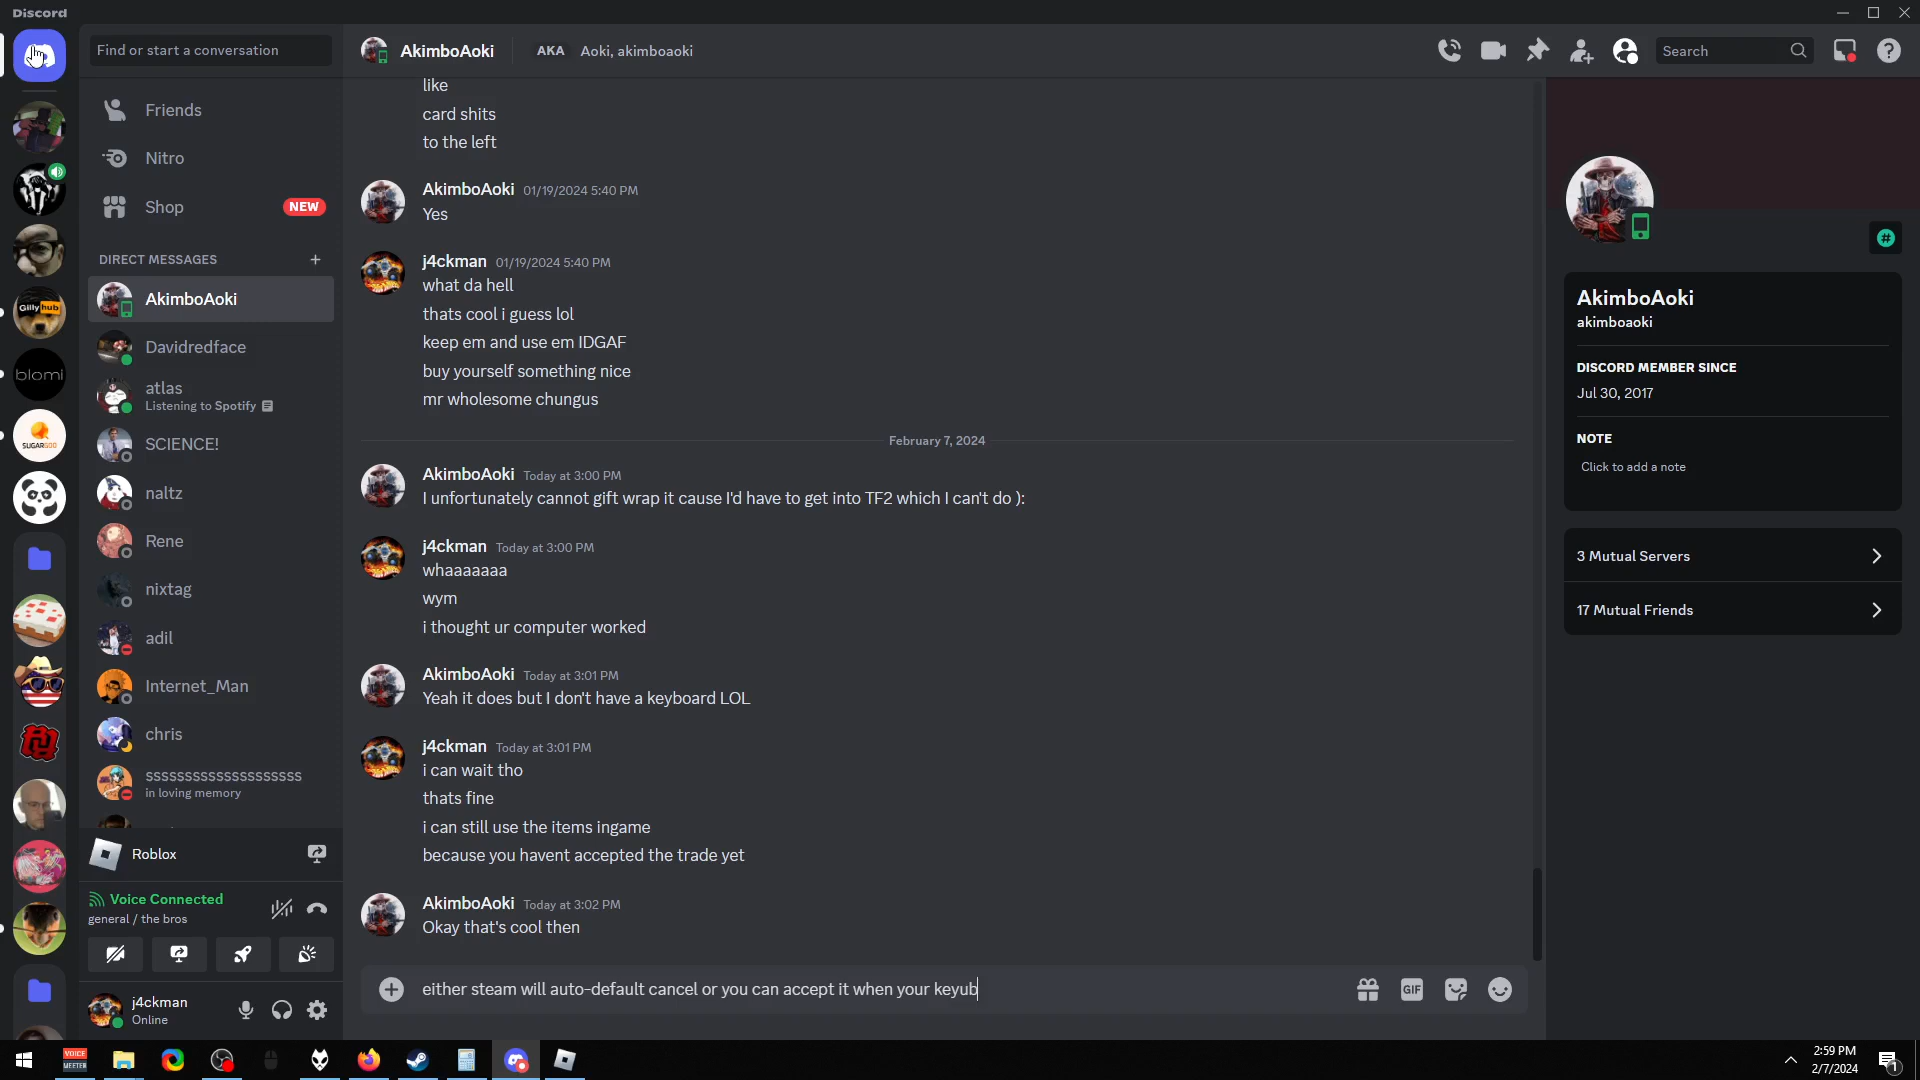 Discord
Find or start a conversation
Friends
Nitro
Shop
NEW
DIRECT MESSAGES
AkimboAoki
Davidredface
atlas
Listening to Spotify
SCIENCE!
naltz
Rene
nixtag
adil
Internet_Man
chris
ssssssssssssssssssss
in loving memory
Gilly hub
blomi
SUGARGOO
Roblox
Voice Connected
general / the bros
j4ckman
Online
AkimboAoki
AKA
Aoki, akimboaoki
Search
like
card shits
to the left
AkimboAoki 01/19/2024 5:40 PM
Yes
j4ckman 01/19/2024 5:40 PM
what da hell
thats cool i guess lol
keep em and use em IDGAF
buy yourself something nice
mr wholesome chungus
February 7, 2024
AkimboAoki Today at 3:00 PM
I unfortunately cannot gift wrap it cause I'd have to get into TF2 which I can't do ):
j4ckman Today at 3:00 PM
whaaaaaaa
wym
i thought ur computer worked
AkimboAoki Today at 3:01 PM
Yeah it does but I don't have a keyboard LOL
j4ckman Today at 3:01 PM
i can wait tho
thats fine
i can still use the items ingame
because you havent accepted the trade yet
AkimboAoki Today at 3:02 PM
Okay that's cool then
either steam will auto-default cancel or you can accept it when your keyub
GIF
AkimboAoki
akimboaoki
DISCORD MEMBER SINCE
Jul 30, 2017
NOTE
Click to add a note
3 Mutual Servers
17 Mutual Friends
VOICE
MEETER
2:59 PM
2/7/2024
1